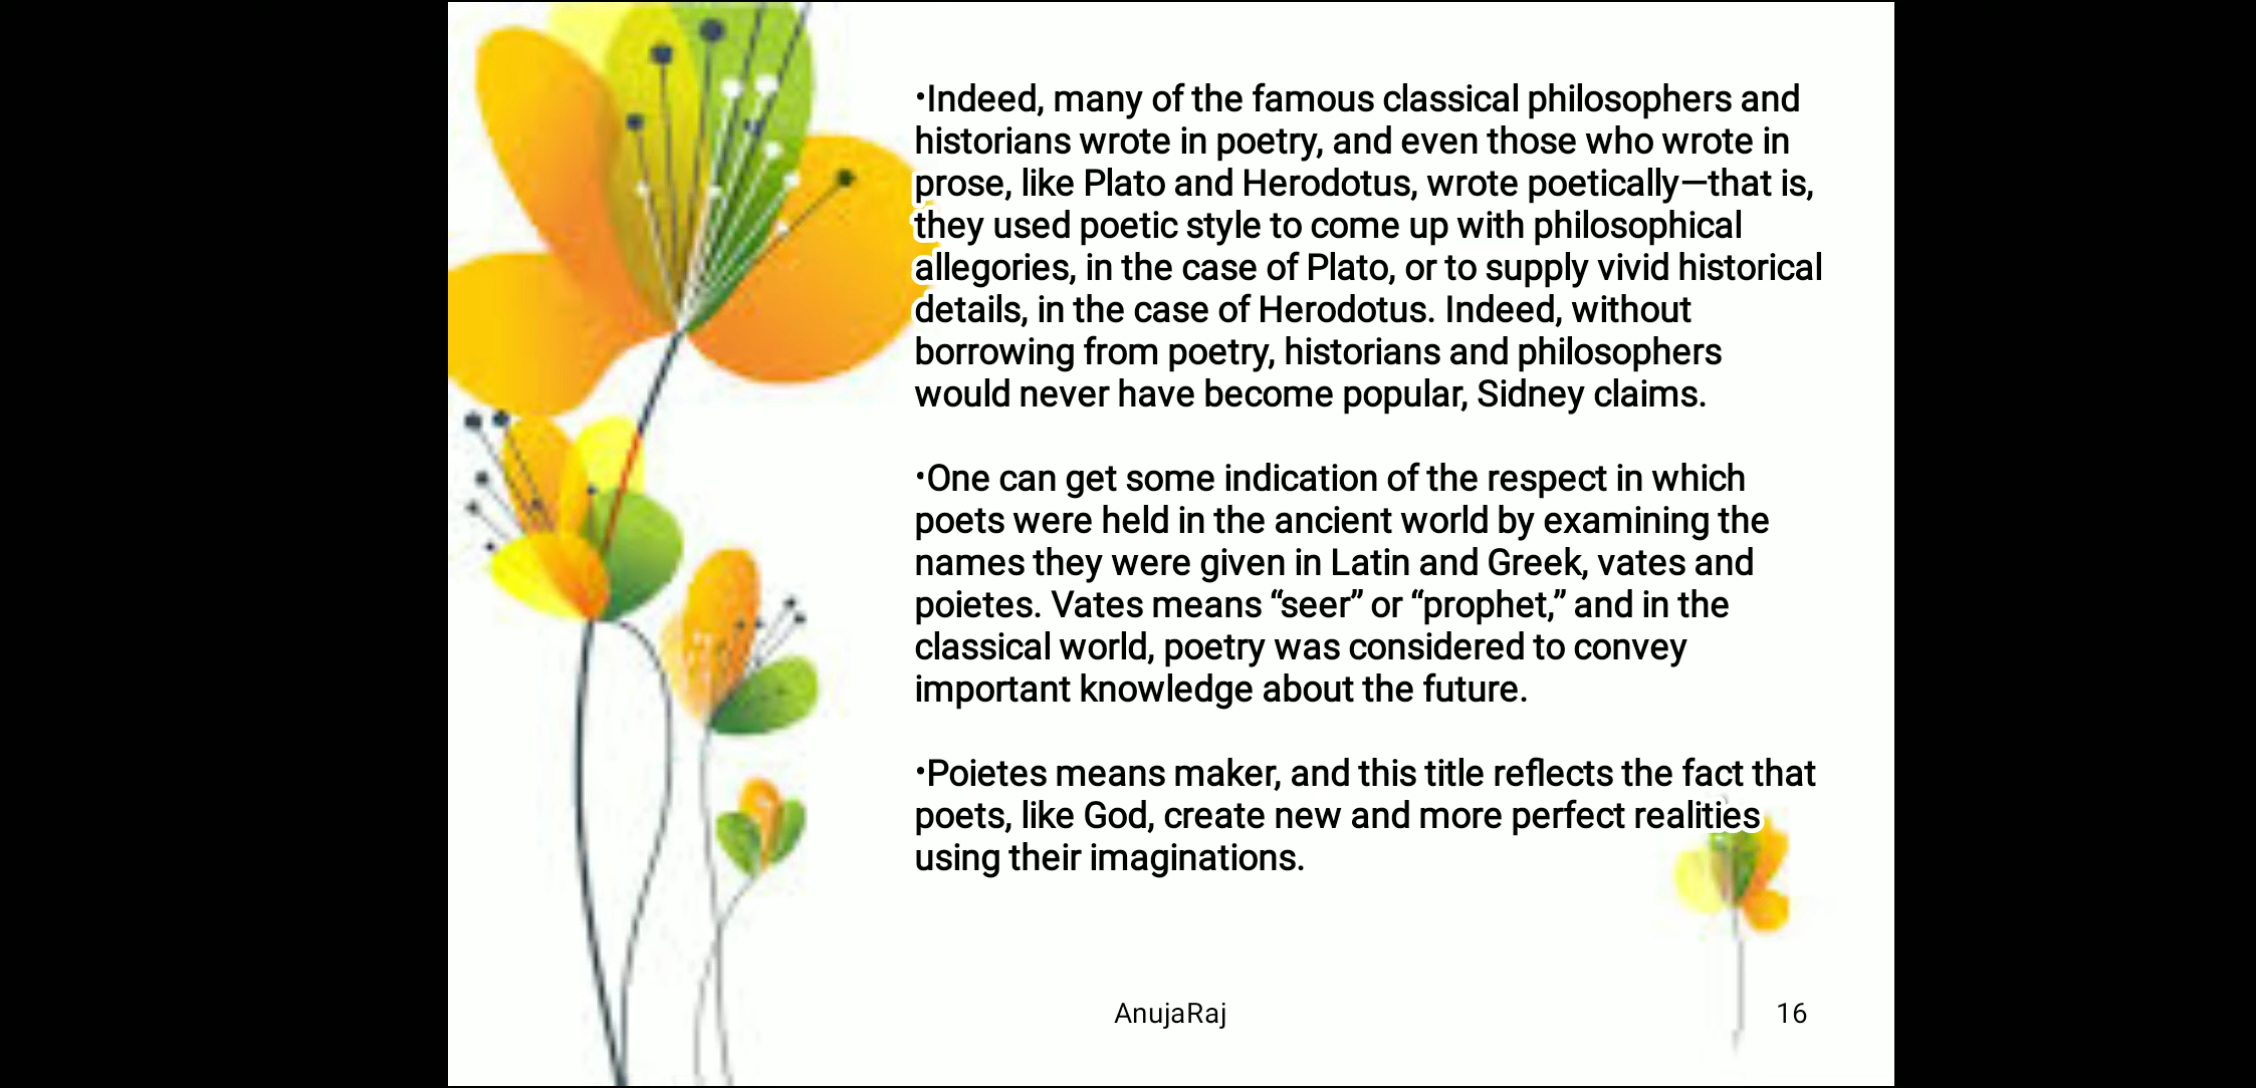 •Indeed, many of the famous classical philosophers and
historians wrote in poetry, and even those who wrote in
prose, like Plato and Herodotus, wrote poetically—that is,
they used poetic style to come up with philosophical
allegories, in the case of Plato, or to supply vivid historical
details, in the case of Herodotus. Indeed, without
borrowing from poetry, historians and philosophers
would never have become popular, Sidney claims.
•One can get some indication of the respect in which
poets were held in the ancient world by examining the
names they were given in Latin and Greek, vates and
poietes. Vates means “seer” or “prophet,” and in the
classical world, poetry was considered to convey
important knowledge about the future.
•Poietes means maker, and this title reflects the fact that
poets, like God, create new and more perfect realities
using their imaginations.
AnujaRaj
16